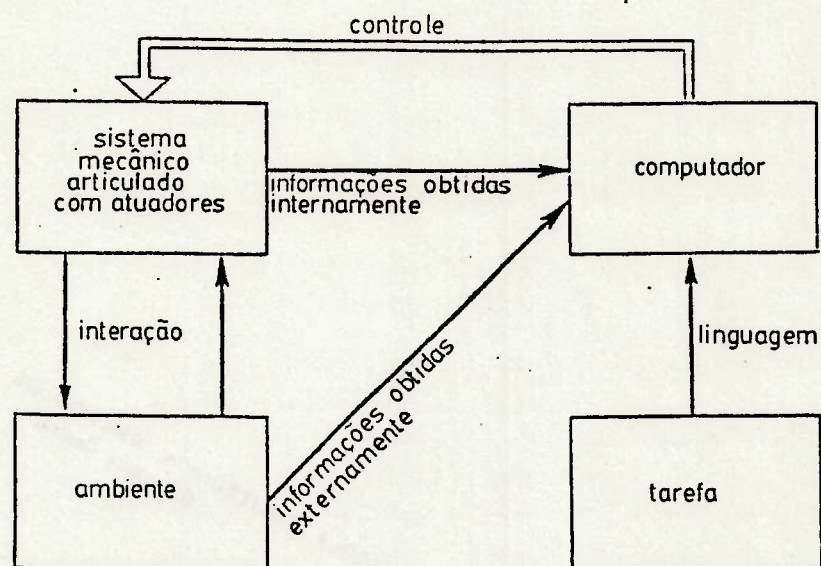 controle
sistema
mecânico
articulado
com atuadores
informações obtidas
internamente
computador
interação
informações obtidas
externamente
linguagem
ambiente
tarefa